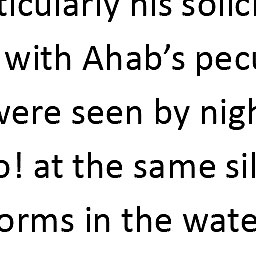 ticularly his solici
with Ahab's pecu
were seen by nigh
o! at the same sil
orms in the wate